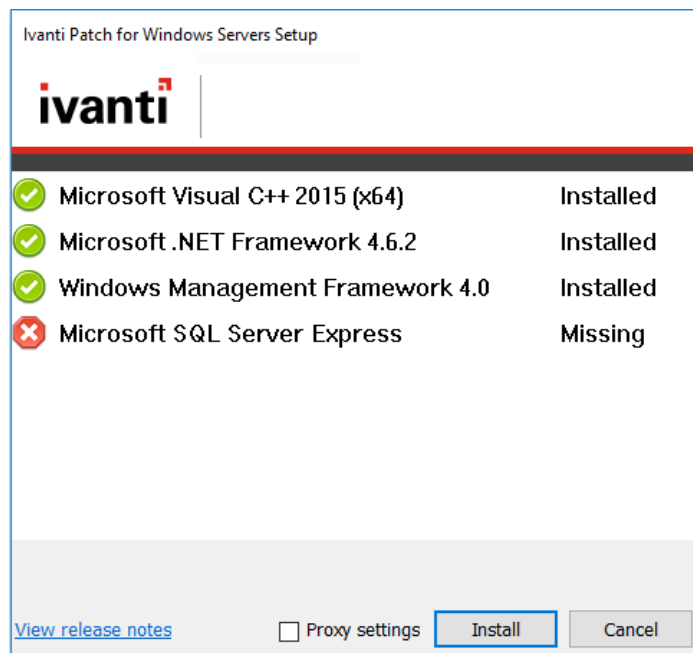 Ivanti Patch for Windows Servers Setup
ivanti
Microsoft Visual C++ 2015 (x64) Installed
Microsoft .NET Framework 4.6.2 Installed
Windows Management Framework 4.0 Installed
Microsoft SQL Server Express Missing
View release notes Proxy settings Install Cancel